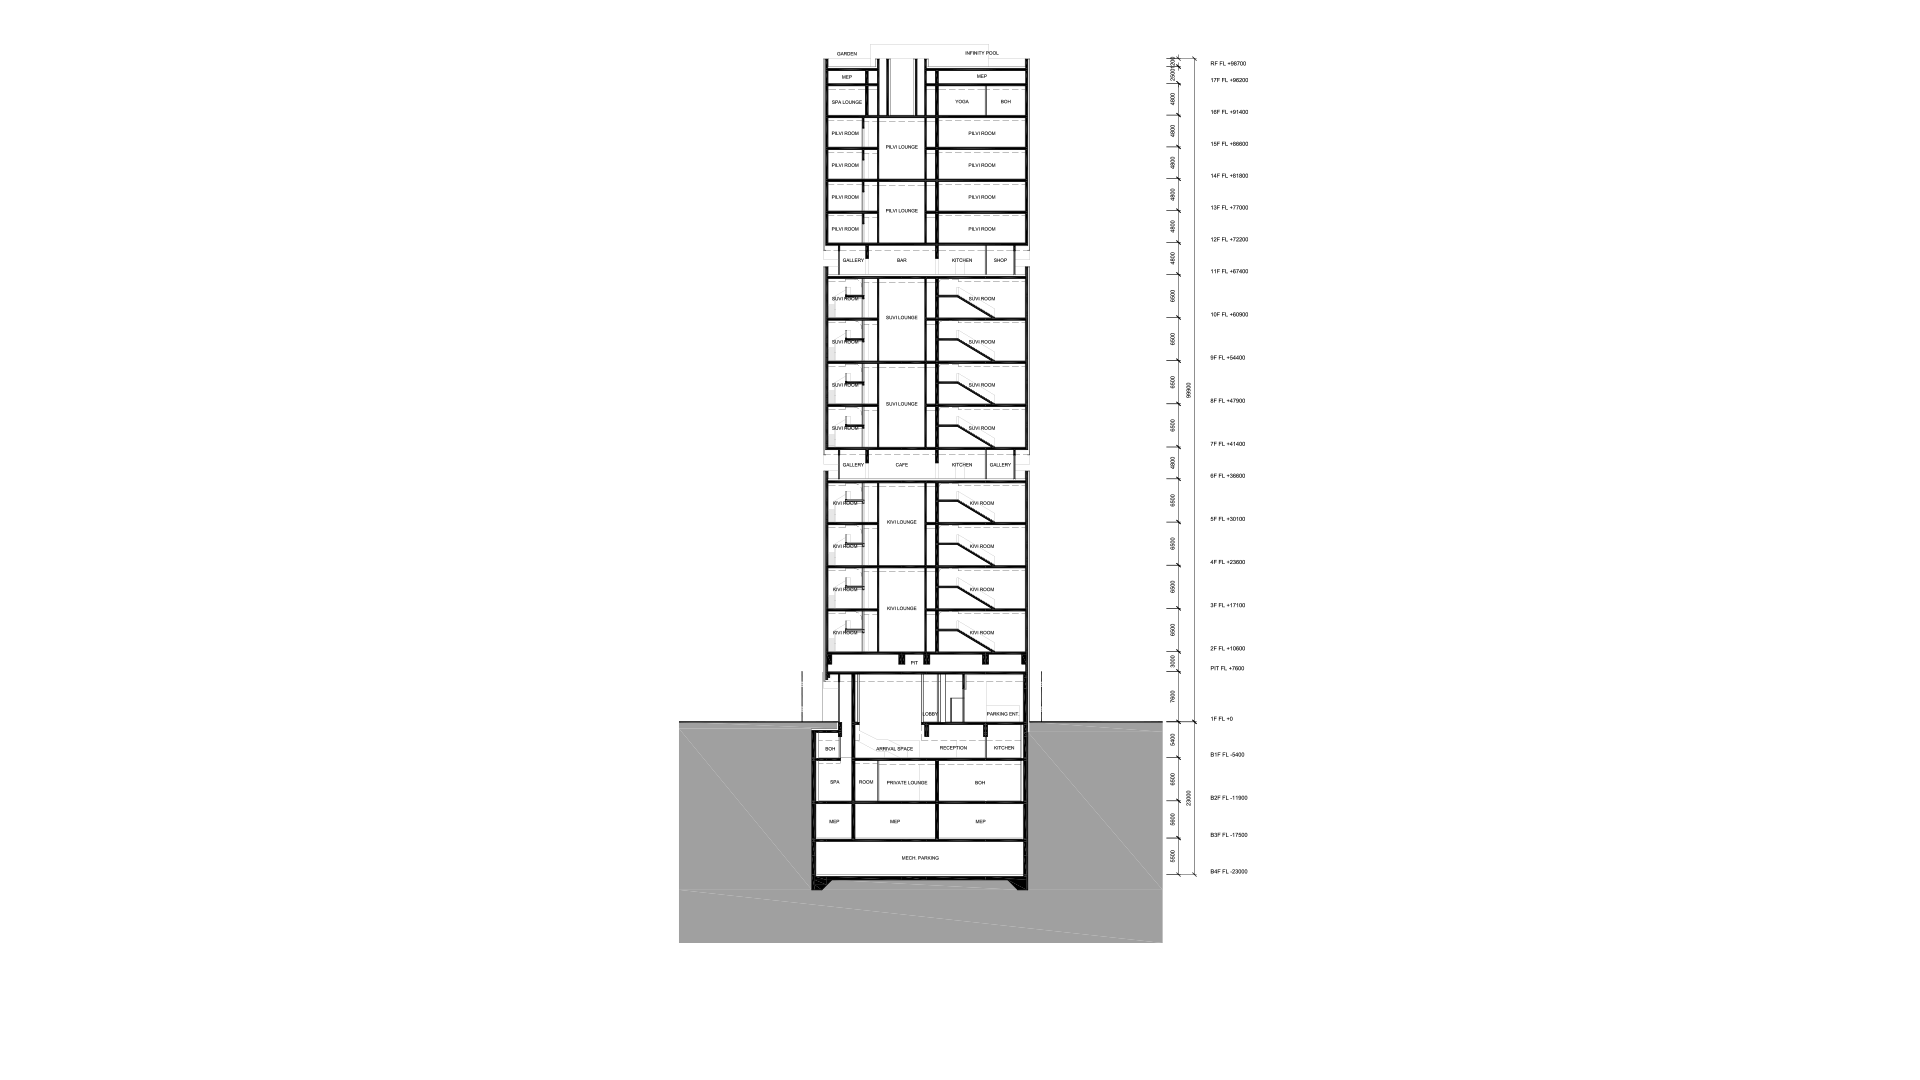 GARDEN INFINITY POOL
1200 RF FL +98700
MEP MEP 2500 17F FL +96200
SPA LOUNGE YOGA BOH 4800
16F FL +91400
PILVI ROOM PILVI ROOM 4800
PILVI LOUNGE 15F FL +86600
PILVI ROOM PILVI ROOM 4800
14F FL +81800
PILVI ROOM PILVI ROOM 4800
PILVI LOUNGE 13F FL +77000
PILVI ROOM PILVI ROOM 4800
12F FL +72200
GALLERY BAR KITCHEN SHOP 4800
11F FL +67400
SUVI ROOM SUVI ROOM 6500
SUVI LOUNGE 10F FL +60900
SUVI ROOM SUVI ROOM 6500
9F FL +54400
SUVI ROOM SUVI ROOM 6500
99900
SUVI LOUNGE 8F FL +47900
SUVI ROOM SUVI ROOM 6500
7F FL +41400
GALLERY CAFE KITCHEN GALLERY 4800
6F FL +36600
KIVI ROOM KIVI ROOM 6500
KIVI LOUNGE 5F FL +30100
KIVI ROOM KIVI ROOM 6500
4F FL +23600
KIVI ROOM KIVI ROOM 6500
KIVI LOUNGE 3F FL +17100
KIVI ROOM KIVI ROOM 6500
2F FL +10600
PIT 3000 PIT FL +7600
7600
LOBBY PARKING ENT. 1F FL +0
BOH ARRIVAL SPACE RECEPTION KITCHEN 5400
B1F FL -5400
SPA ROOM PRIVATE LOUNGE BOH 6500
23000 B2F FL -11900
MEP MEP MEP 5600
B3F FL -17500
MECH. PARKING 5500
B4F FL -23000